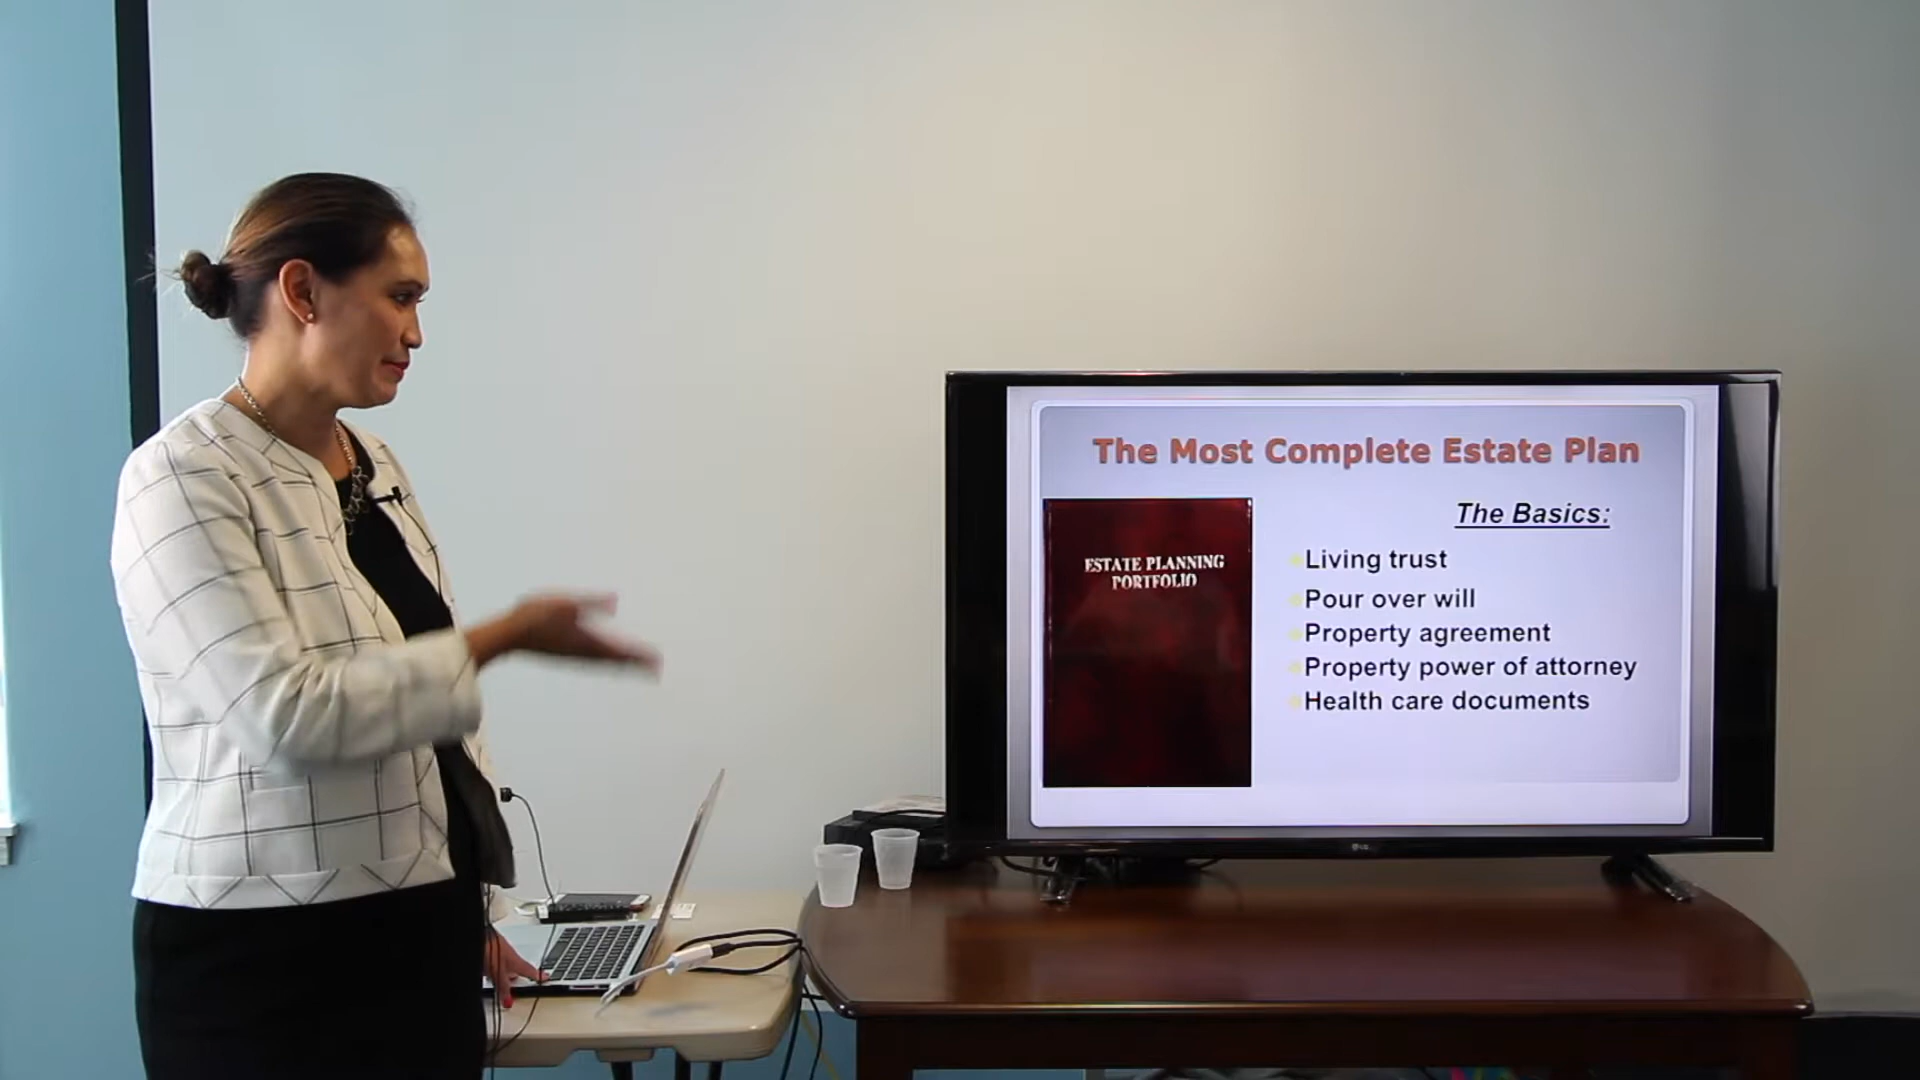 The Most Complete Estate Plan
ESTATE PLANNING
PORTFOLIO
The Basics:
Living trust
Pour over will
Property agreement
Property power of attorney
Health care documents
LG